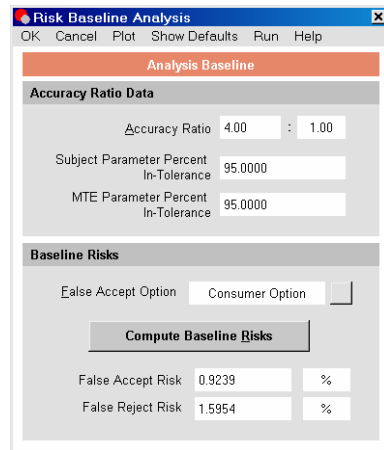 Risk Baseline Analysis
OK Cancel Plot Show Defaults Run Help
Analysis Baseline
Accuracy Ratio Data
Accuracy Ratio 4.00 : 1.00
Subject Parameter Percent
In-Tolerance 95.0000
MTE Parameter Percent
In-Tolerance 95.0000
Baseline Risks
False Accept Option Consumer Option
Compute Baseline Risks
False Accept Risk 0.9239 %
False Reject Risk 1.5954 %